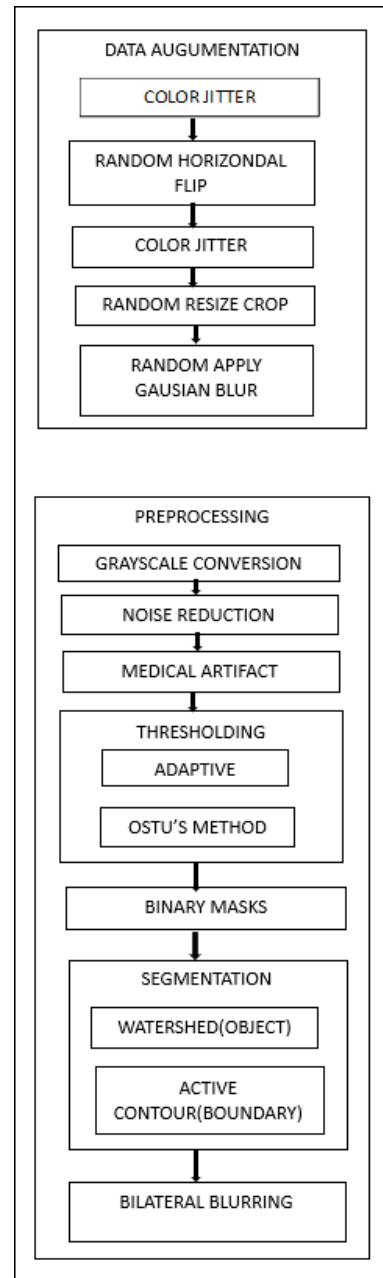 DATA AUGUMENTATION
COLOR JITTER
RANDOM HORIZONDAL
FLIP
COLOR JITTER
RANDOM RESIZE CROP
RANDOM APPLY
GAUSIAN BLUR
PREPROCESSING
GRAYSCALE CONVERSION
NOISE REDUCTION
MEDICAL ARTIFACT
THRESHOLDING
ADAPTIVE
OSTU'S METHOD
BINARY MASKS
SEGMENTATION
WATERSHED(OBJECT)
ACTIVE
CONTOUR(BOUNDARY)
BILATERAL BLURRING